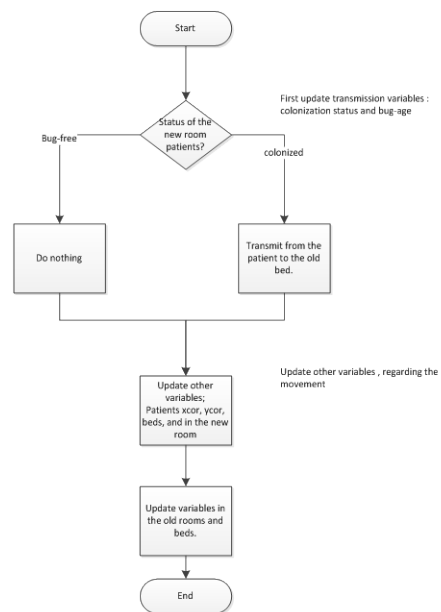 Start
First update transmission variables :
colonization status and bug-age
Status of the
new room
patients?
Bug-free
colonized
Do nothing
Transmit from the
patient to the old
bed.
Update other
variables;
Patients xcor, ycor,
beds, and in the new
room
Update other variables , regarding the
movement
Update variables in
the old rooms and
beds.
End